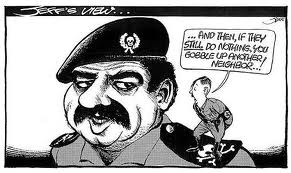 JEFF'S VIEW...
... AND THEN, IF THEY
STILL DO NOTHING, YOU
GOBBLE UP ANOTHER
NEIGHBOR...